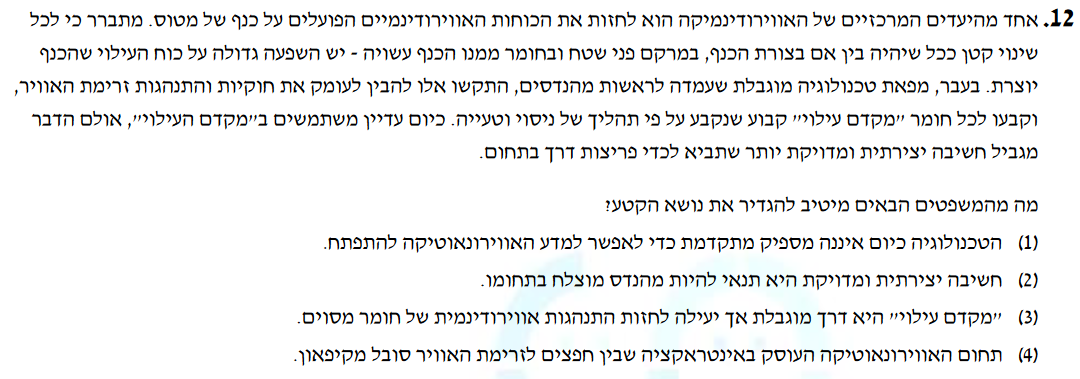 12. אחד מהיעדים המרכזיים של האווירודינמיקה הוא לחזות את הכוחות האווירודינמיים הפועלים על כנף של מטוס. מתברר כי לכל
שינוי קטן ככל שיהיה בין אם בצורת הכנף, במרקם פני שטח ובחומר ממנו הכנף עשויה - יש השפעה גדולה על כוח העילוי שהכנף
יוצרת. בעבר, מפאת טכנולוגיה מוגבלת שעמדה לראשות מהנדסים, התקשו אלו להבין לעומק את חוקיות והתנהגות זרימת האוויר,
וקבעו לכל חומר "מקדם עילוי" קבוע שנקבע על פי תהליך של ניסוי וטעייה. כיום עדיין משתמשים ב"מקדם העילוי", אולם הדבר
מגביל חשיבה יצירתית ומדויקת יותר שתביא לכדי פריצות דרך בתחום.
מה מהמשפטים הבאים מיטיב להגדיר את נושא הקטע?
(1) הטכנולוגיה כיום איננה מספיק מתקדמת כדי לאפשר למדע האווירונאוטיקה להתפתח.
(2) חשיבה יצירתית ומדויקת היא תנאי להיות מהנדס מוצלח בתחומו.
(3) "מקדם עילוי" היא דרך מוגבלת אך יעילה לחזות התנהגות אווירודינמית של חומר מסוים.
(4) תחום האווירונאוטיקה העוסק באינטראקציה שבין חפצים לזרימת האוויר סובל מקיפאון.